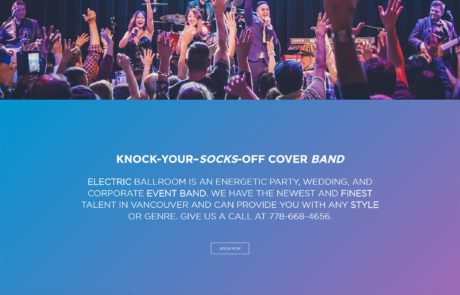 KNOCK-YOUR-SOCKS-OFF COVER BAND
ELECTRIC BALLROOM IS AN ENERGETIC PARTY, WEDDING, AND
CORPORATE EVENT BAND. WE HAVE THE NEWEST AND FINEST
TALENT IN VANCOUVER AND CAN PROVIDE YOU WITH ANY STYLE
OR GENRE. GIVE US A CALL AT 778-668-4656.
BOOK NOW